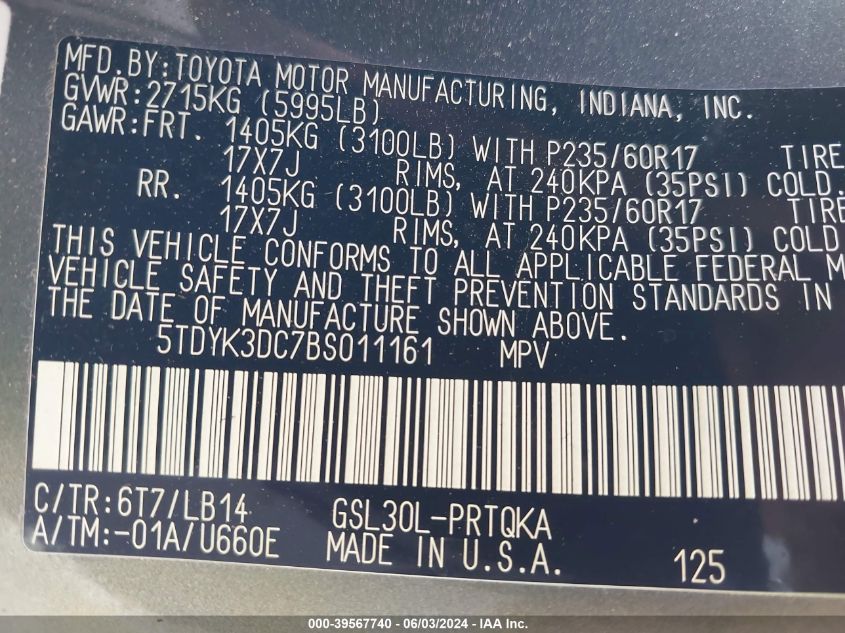 MFD.BY:TOYOTA MOTOR MANUFACTURING, INDIANA, INC.
GVWR:2715KG (5995LB)
GAWR:FRT. 1405KG (3100LB) WITH P235/60R17 TIRE
17X7J RIMS, AT 240KPA (35PSI) COLD.
RR. 1405KG (3100LB) WITH P235/60R17 TIRE
17X7J RIMS, AT 240KPA (35PSI) COLD
THIS VEHICLE CONFORMS TO ALL APPLICABLE FEDERAL M
VEHICLE SAFETY AND THEFT PREVENTION STANDARDS IN
THE DATE OF MANUFACTURE SHOWN ABOVE.
5TDYK3DC7BS011161 MPV
C/TR:6T7/LB14 GSL30L-PRTQKA
A/TM:-01A/U660E MADE IN U.S.A. 125
000-39567740 - 06/03/2024 - IAA Inc.